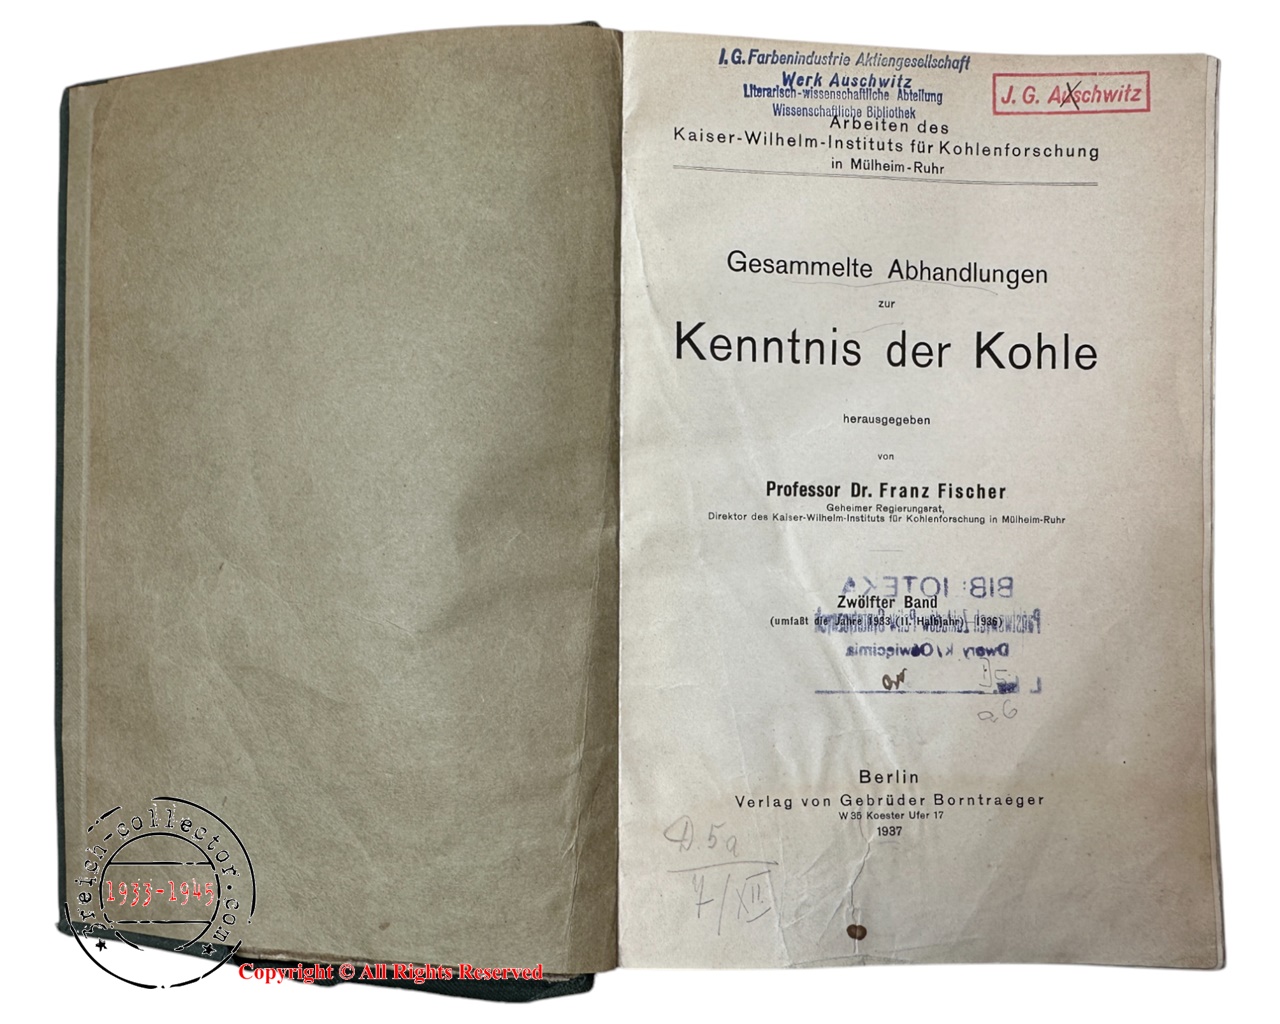 I. G. Farbenindustrie Aktiengesellschaft
Werk Auschwitz
Literarisch-wissenschaftliche Abteilung
Wissenschaftliche Bibliothek
J. G. Auschwitz
Arbeiten des
Kaiser-Wilhelm-Instituts für Kohlenforschung
in Mülheim-Ruhr
Gesammelte Abhandlungen
zur
Kenntnis der Kohle
herausgegeben
von
Professor Dr. Franz Fischer
Geheimer Regierungsrat,
Direktor des Kaiser-Wilhelm-Instituts für Kohlenforschung in Mülheim-Ruhr
BIBLIOTEKA
Zwölfter Band
(umfaßt die Jahre 1933 (II. Halbjahr)—1936)
Dwory k/Oświęcimia
Berlin
Verlag von Gebrüder Borntraeger
W 35 Koester Ufer 17
1937
D. 5a
7/XII
3reich-collector.com
1933-1945
Copyright © All Rights Reserved